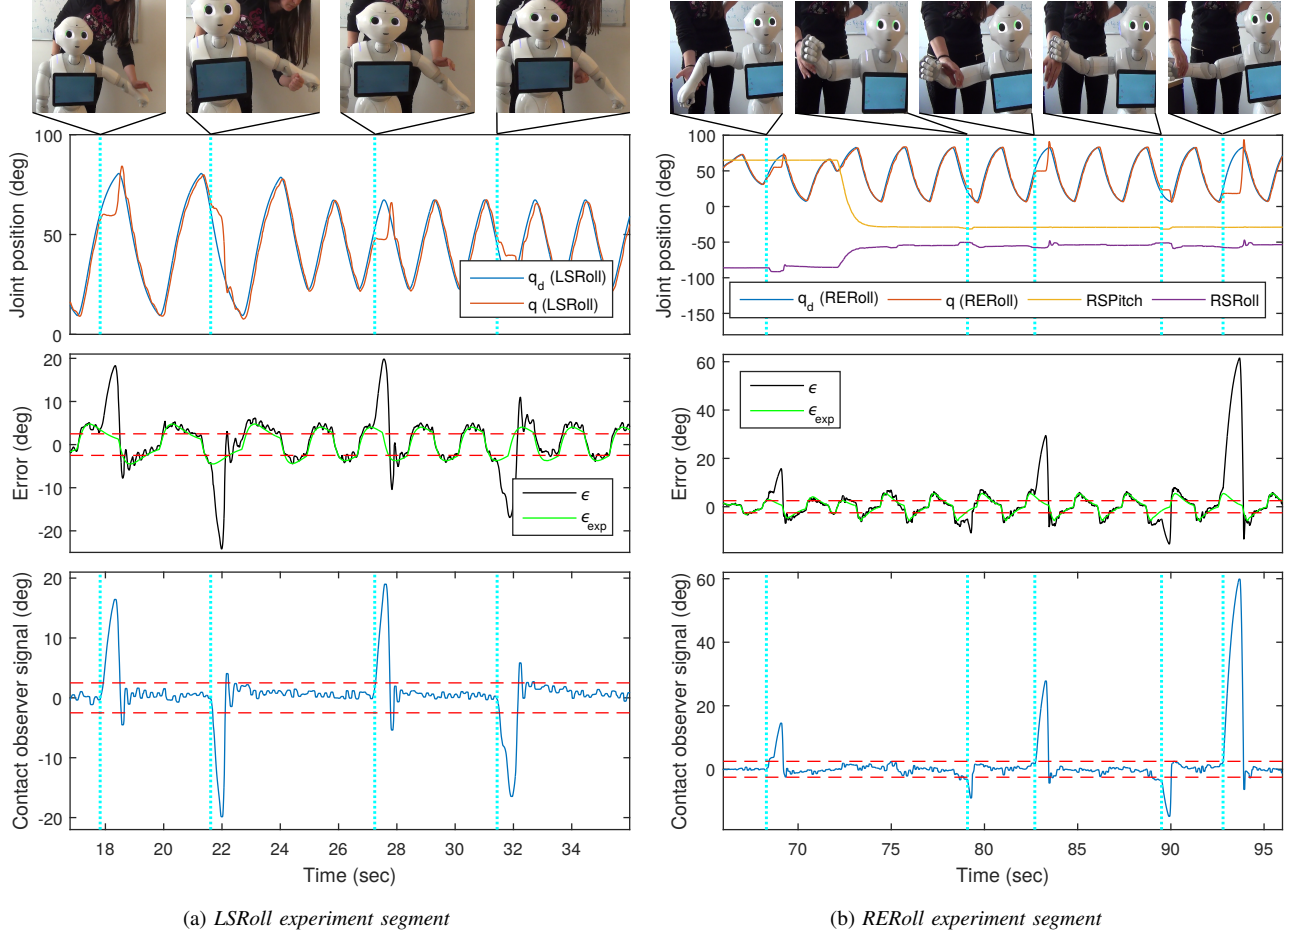 100
50
0
Joint position (deg)
q_d (LSRoll)
q (LSRoll)
20
10
0
-10
-20
Error (deg)
ϵ
ϵ_exp
20
10
0
-10
-20
Contact observer signal (deg)
18 20 22 24 26 28 30 32 34
Time (sec)
(a) LSRoll experiment segment
100
50
0
-50
-100
-150
Joint position (deg)
q_d (RERoll) q (RERoll) RSPitch RSRoll
60
40
20
0
Error (deg)
ϵ
ϵ_exp
60
40
20
0
Contact observer signal (deg)
70 75 80 85 90 95
Time (sec)
(b) RERoll experiment segment